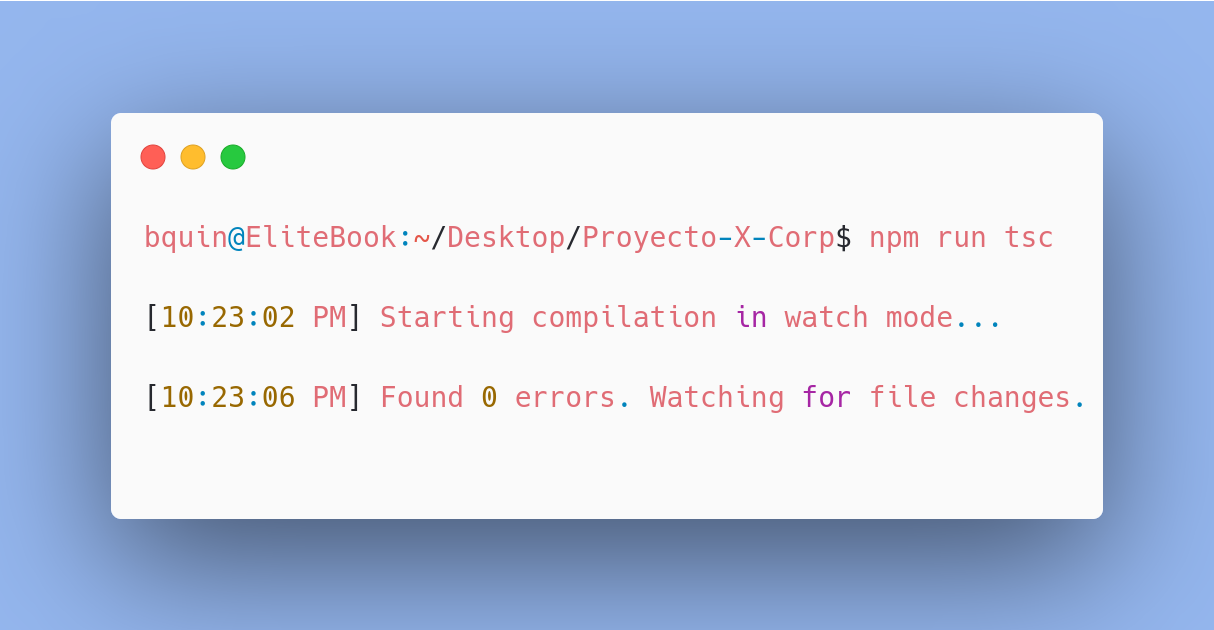 bquin@EliteBook:~/Desktop/Proyecto-X-Corp$ npm run tsc
[10:23:02 PM] Starting compilation in watch mode...
[10:23:06 PM] Found 0 errors. Watching for file changes.